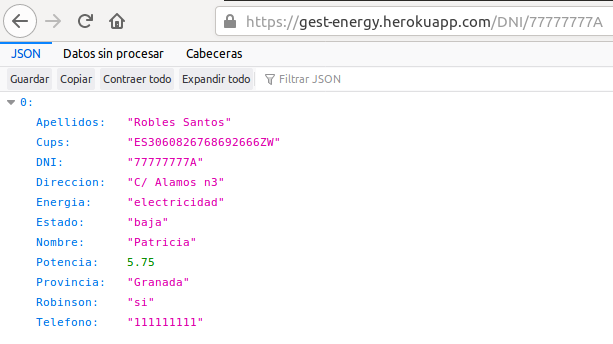 https://gest-energy.herokuapp.com/DNI/77777777A
JSON Datos sin procesar Cabeceras
Guardar Copiar Contraer todo Expandir todo Filtrar JSON
0:
Apellidos: "Robles Santos"
Cups: "ES3060826768692666ZW"
DNI: "77777777A"
Direccion: "C/ Alamos n3"
Energia: "electricidad"
Estado: "baja"
Nombre: "Patricia"
Potencia: 5.75
Provincia: "Granada"
Robinson: "si"
Telefono: "111111111"